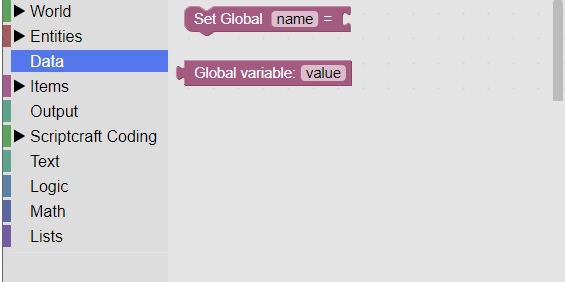 World
Entities
Data
Items
Output
Scriptcraft Coding
Text
Logic
Math
Lists
Set Global name =
Global variable: value